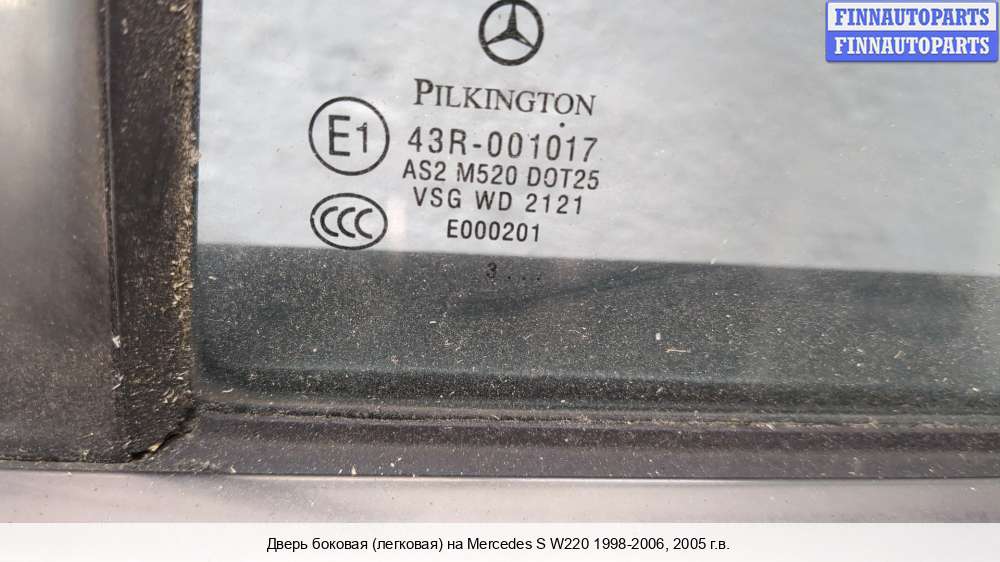 FINNAUTOPARTS
FINNAUTOPARTS
PILKINGTON
E1
43R-001017
AS2 M520 DOT25
VSG WD 2121
CCC
E000201
3 . . . .
Дверь боковая (легковая) на Mercedes S W220 1998-2006, 2005 г.в.